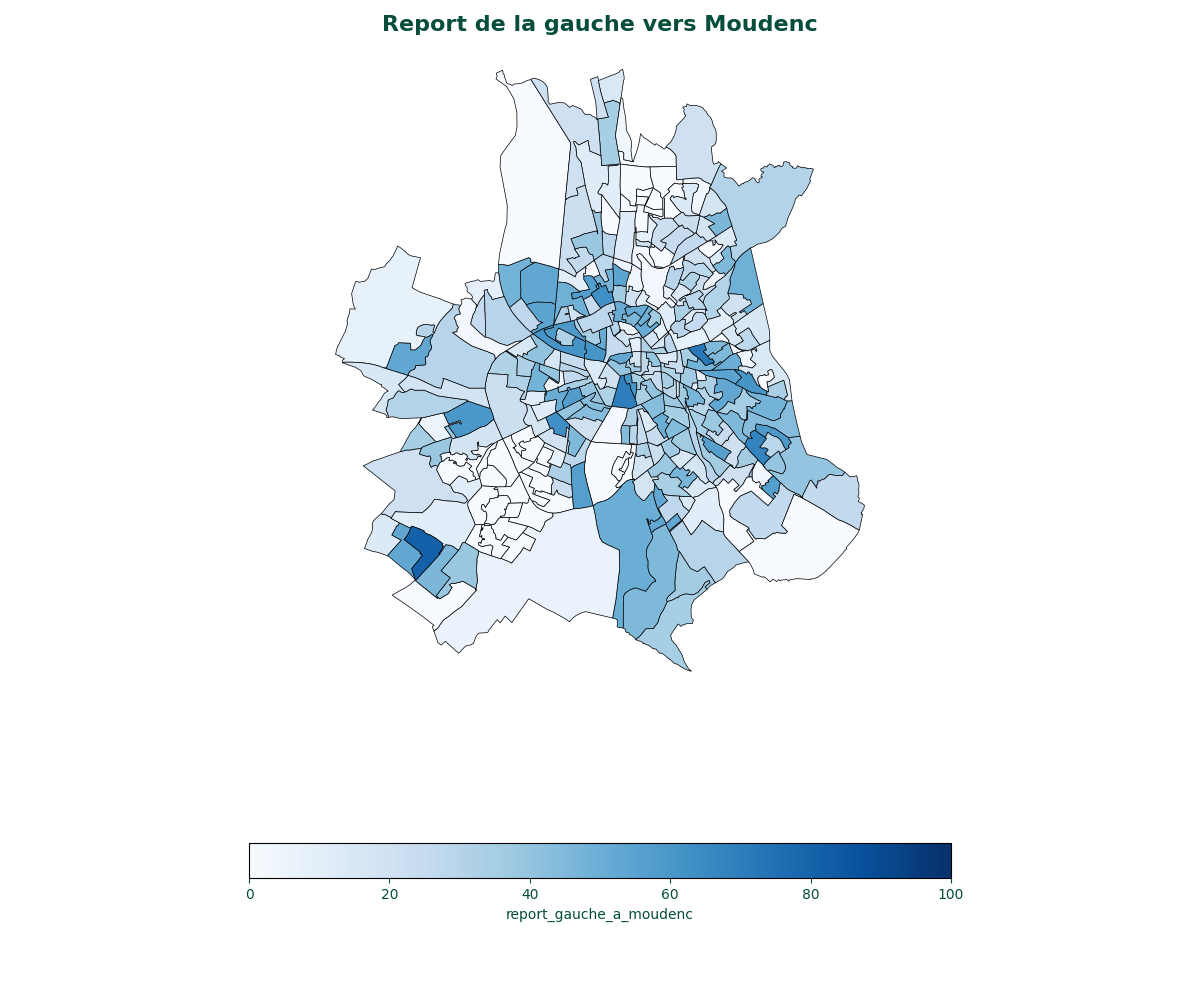 Report de la gauche vers Moudenc
0 20 40 60 80 100
report_gauche_a_moudenc